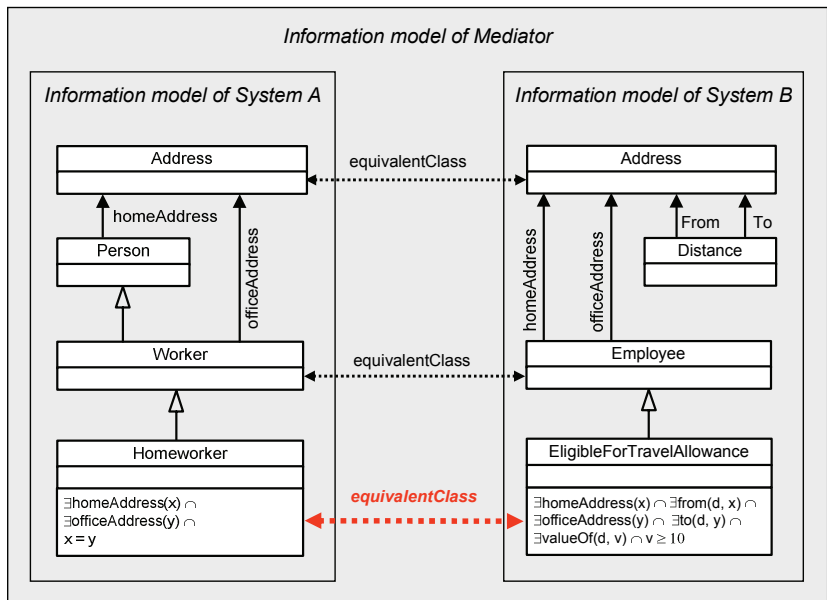 Information model of Mediator
Information model of System A
Address
homeAddress
Person
officeAddress
Worker
Homeworker
∃homeAddress(x) ∩
∃officeAddress(y) ∩
x = y
equivalentClass
equivalentClass
equivalentClass
Information model of System B
Address
From
To
Distance
homeAddress
officeAddress
Employee
EligibleForTravelAllowance
∃homeAddress(x) ∩ ∃from(d, x) ∩
∃officeAddress(y) ∩ ∃to(d, y) ∩
∃valueOf(d, v) ∩ v ≥ 10